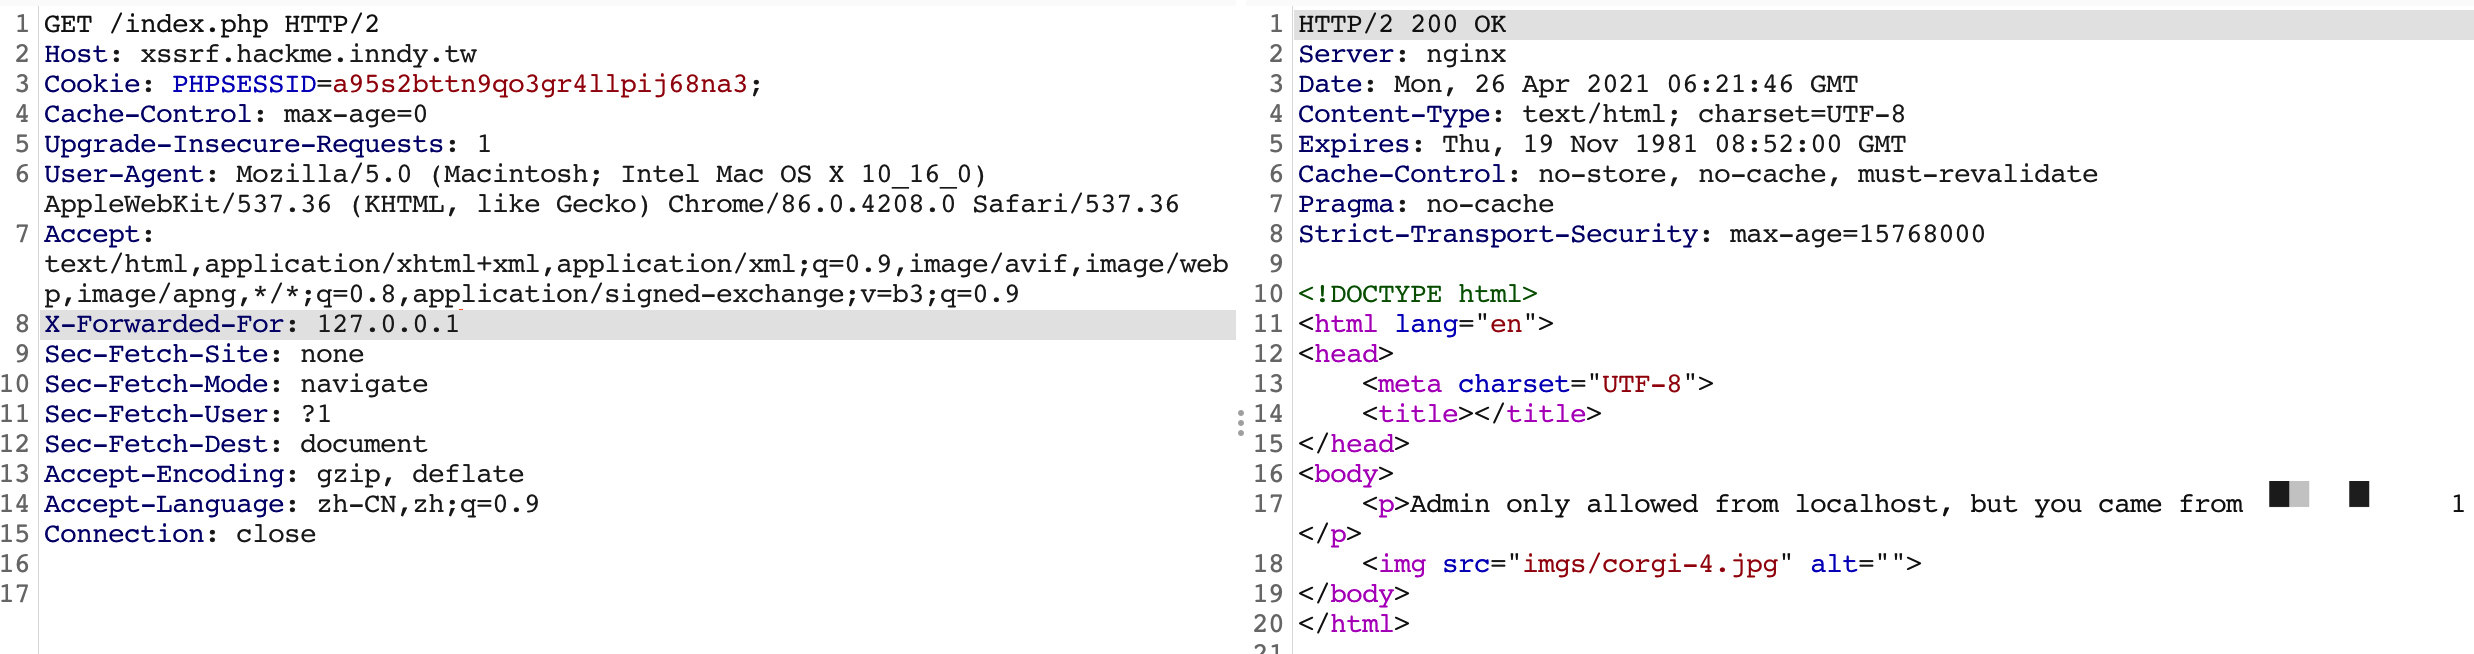 1 GET /index.php HTTP/2
2 Host: xssrf.hackme.inndy.tw
3 Cookie: PHPSESSID=a95s2bttn9qo3gr4llpij68na3;
4 Cache-Control: max-age=0
5 Upgrade-Insecure-Requests: 1
6 User-Agent: Mozilla/5.0 (Macintosh; Intel Mac OS X 10_16_0)
AppleWebKit/537.36 (KHTML, like Gecko) Chrome/86.0.4208.0 Safari/537.36
7 Accept:
text/html,application/xhtml+xml,application/xml;q=0.9,image/avif,image/web
p,image/apng,*/*;q=0.8,application/signed-exchange;v=b3;q=0.9
8 X-Forwarded-For: 127.0.0.1
9 Sec-Fetch-Site: none
10 Sec-Fetch-Mode: navigate
11 Sec-Fetch-User: ?1
12 Sec-Fetch-Dest: document
13 Accept-Encoding: gzip, deflate
14 Accept-Language: zh-CN,zh;q=0.9
15 Connection: close
16
17
1 HTTP/2 200 OK
2 Server: nginx
3 Date: Mon, 26 Apr 2021 06:21:46 GMT
4 Content-Type: text/html; charset=UTF-8
5 Expires: Thu, 19 Nov 1981 08:52:00 GMT
6 Cache-Control: no-store, no-cache, must-revalidate
7 Pragma: no-cache
8 Strict-Transport-Security: max-age=15768000
9
10 <!DOCTYPE html>
11 <html lang="en">
12 <head>
13 <meta charset="UTF-8">
14 <title></title>
15 </head>
16 <body>
17 <p>Admin only allowed from localhost, but you came from 1
</p>
18 <img src="imgs/corgi-4.jpg" alt="">
19 </body>
20 </html>
21